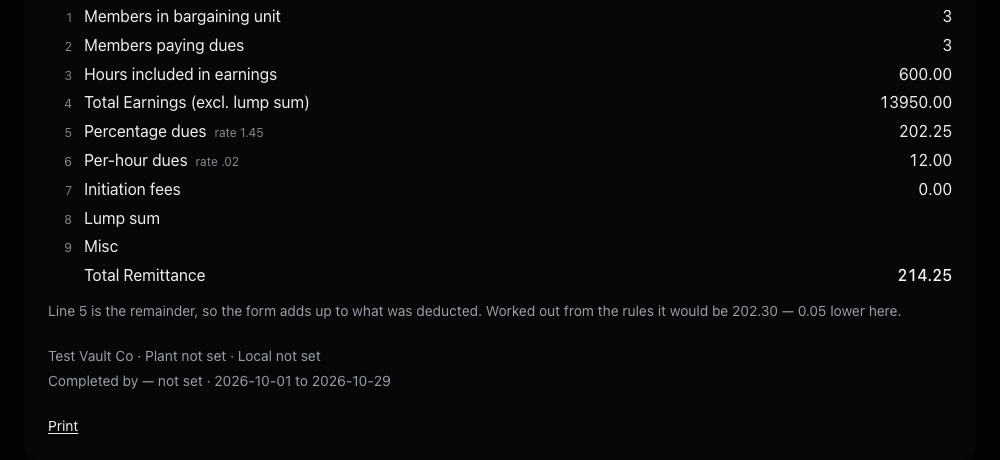 1 Members in bargaining unit 3
2 Members paying dues 3
3 Hours included in earnings 600.00
4 Total Earnings (excl. lump sum) 13950.00
5 Percentage dues rate 1.45 202.25
6 Per-hour dues rate .02 12.00
7 Initiation fees 0.00
8 Lump sum
9 Misc
Total Remittance 214.25
Line 5 is the remainder, so the form adds up to what was deducted. Worked out from the rules it would be 202.30 — 0.05 lower here.
Test Vault Co · Plant not set · Local not set
Completed by — not set · 2026-10-01 to 2026-10-29
Print